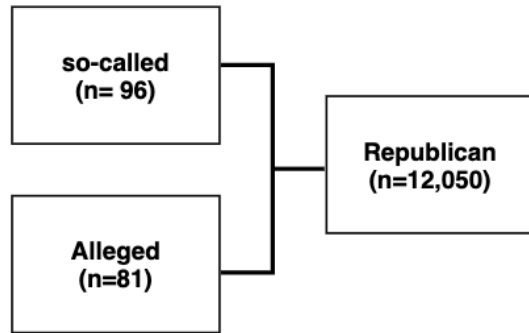 so-called
(n= 96)
Republican
(n=12,050)
Alleged
(n=81)